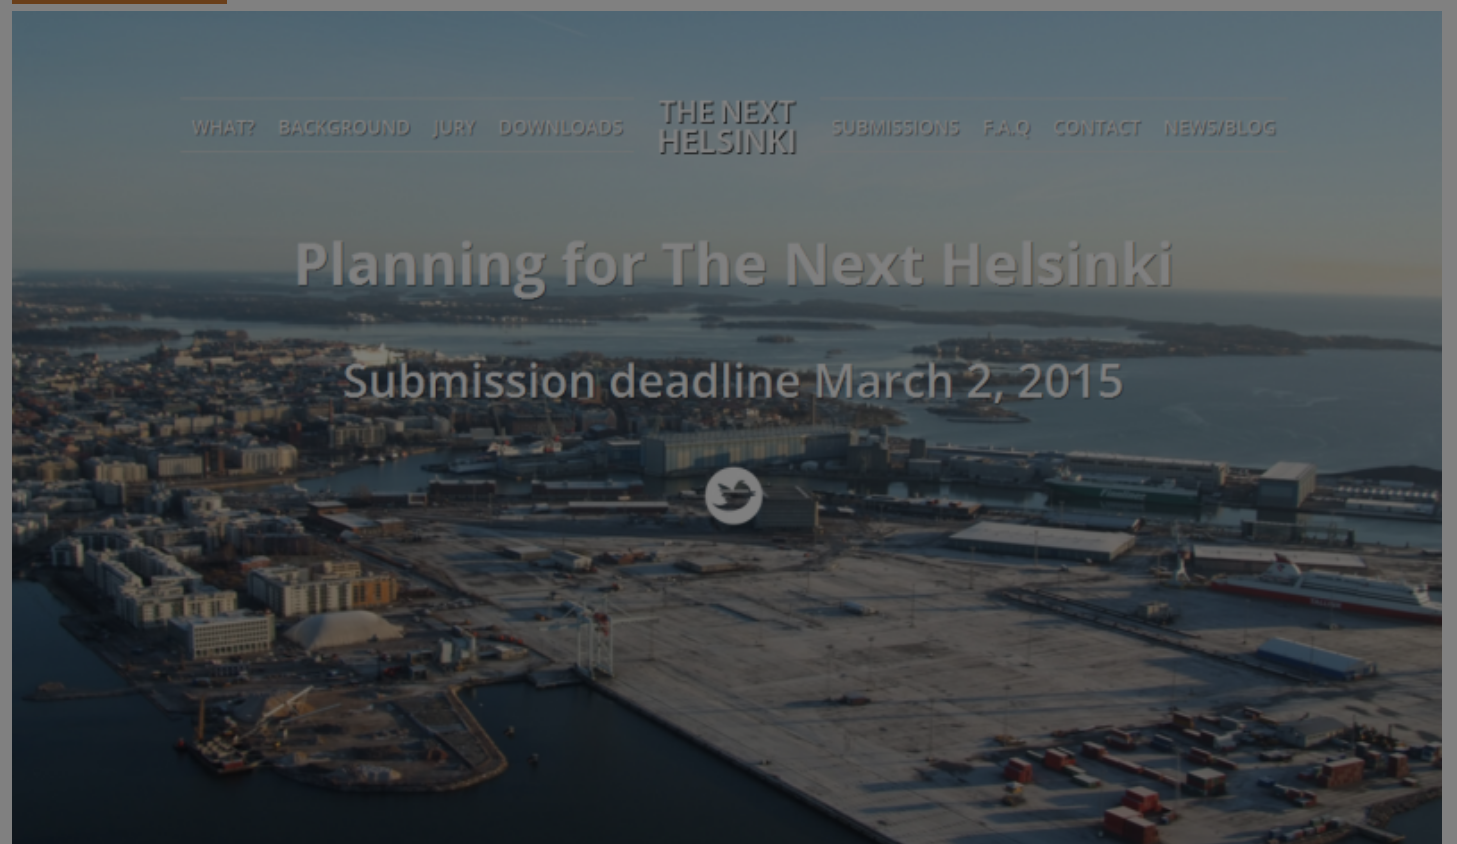 WHAT? BACKGROUND JURY DOWNLOADS THE NEXT HELSINKI SUBMISSIONS F.A.Q CONTACT NEWS/BLOG
Planning for The Next Helsinki
Submission deadline March 2, 2015